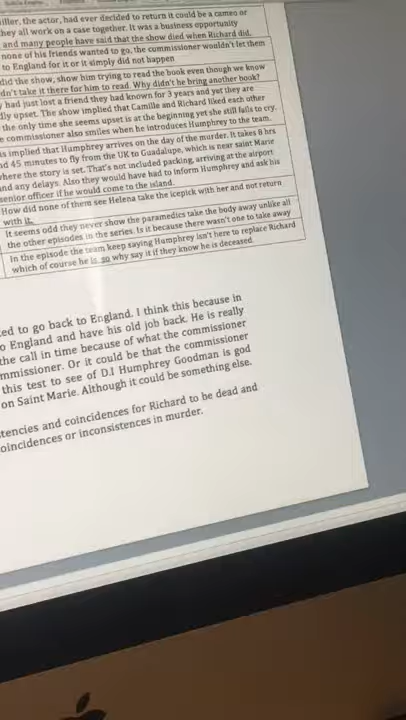 iller, the actor, had ever decided to return it could be a cameo or
they all work on a case together. It was a business opportunity
and many people have said that the show died when Richard did.
none of his friends wanted to go, the commissioner wouldn't let them
to England for it or it simply did not happen
did the show, show him trying to read the book even though we know
dn't take it there for him to read. Why didn't he bring another book?
y had just lost a friend they had known for 3 years and yet they are
dly upset. The show implied that Camille and Richard liked each other
the only time she seems upset is at the beginning yet she still fails to cry.
e commissioner also smiles when he introduces Humphrey to the team.
is implied that Humphrey arrives on the day of the murder. It takes 8 hrs
nd 45 minutes to fly from the UK to Guadalupe, which is near saint Marie
where the story is set. That's not included packing, arriving at the airport
and any delays. Also they would have had to inform Humphrey and ask his
senior officer if he would come to the island.
How did none of them see Helena take the icepick with her and not return
with it.
It seems odd they never show the paramedics take the body away unlike all
the other episodes in the series. Is it because there wasn't one to take away
In the episode the team keep saying Humphrey isn't here to replace Richard
which of course he is so why say it if they know he is deceased.
ted to go back to England. I think this because in
o England and have his old job back. He is really
the call in time because of what the commissioner
mmissioner. Or it could be that the commissioner
this test to see of D.I Humphrey Goodman is god
on Saint Marie. Although it could be something else.
tencies and coincidences for Richard to be dead and
oincidences or inconsistences in murder.